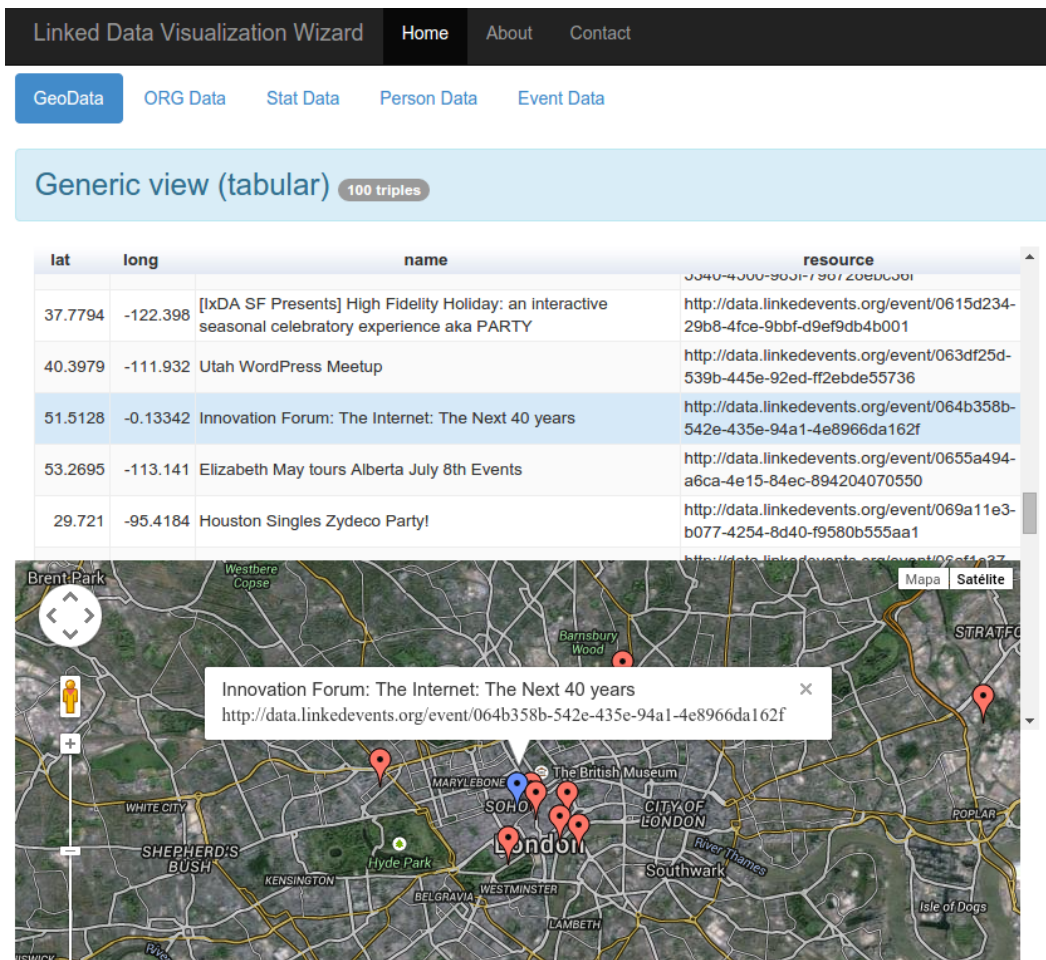 Linked Data Visualization Wizard Home About Contact
GeoData ORG Data Stat Data Person Data Event Data
Generic view (tabular) 100 triples
lat long name resource
37.7794 -122.398 [IxDA SF Presents] High Fidelity Holiday: an interactive seasonal celebratory experience aka PARTY http://data.linkedevents.org/event/0615d234-29b8-4fce-9bbf-d9ef9db4b001
40.3979 -111.932 Utah WordPress Meetup http://data.linkedevents.org/event/063df25d-539b-445e-92ed-ff2ebde55736
51.5128 -0.13342 Innovation Forum: The Internet: The Next 40 years http://data.linkedevents.org/event/064b358b-542e-435e-94a1-4e8966da162f
53.2695 -113.141 Elizabeth May tours Alberta July 8th Events http://data.linkedevents.org/event/0655a494-a6ca-4e15-84ec-894204070550
29.721 -95.4184 Houston Singles Zydeco Party! http://data.linkedevents.org/event/069a11e3-b077-4254-8d40-f9580b555aa1
Brent Park
Westbere
Copse
Mapa Satélite
Barnsbury
Wood
STRATFO
Innovation Forum: The Internet: The Next 40 years ×
http://data.linkedevents.org/event/064b358b-542e-435e-94a1-4e8966da162f
The British Museum
MARYLEBONE
WHITE CITY
SOHO
CITY OF
LONDON
POPLAR
London
SHEPHERD'S
BUSH
Hyde Park
River Thames
Southwark
KENSINGTON
BELGRAVIA
WESTMINSTER
Isle of Dogs
LAMBETH